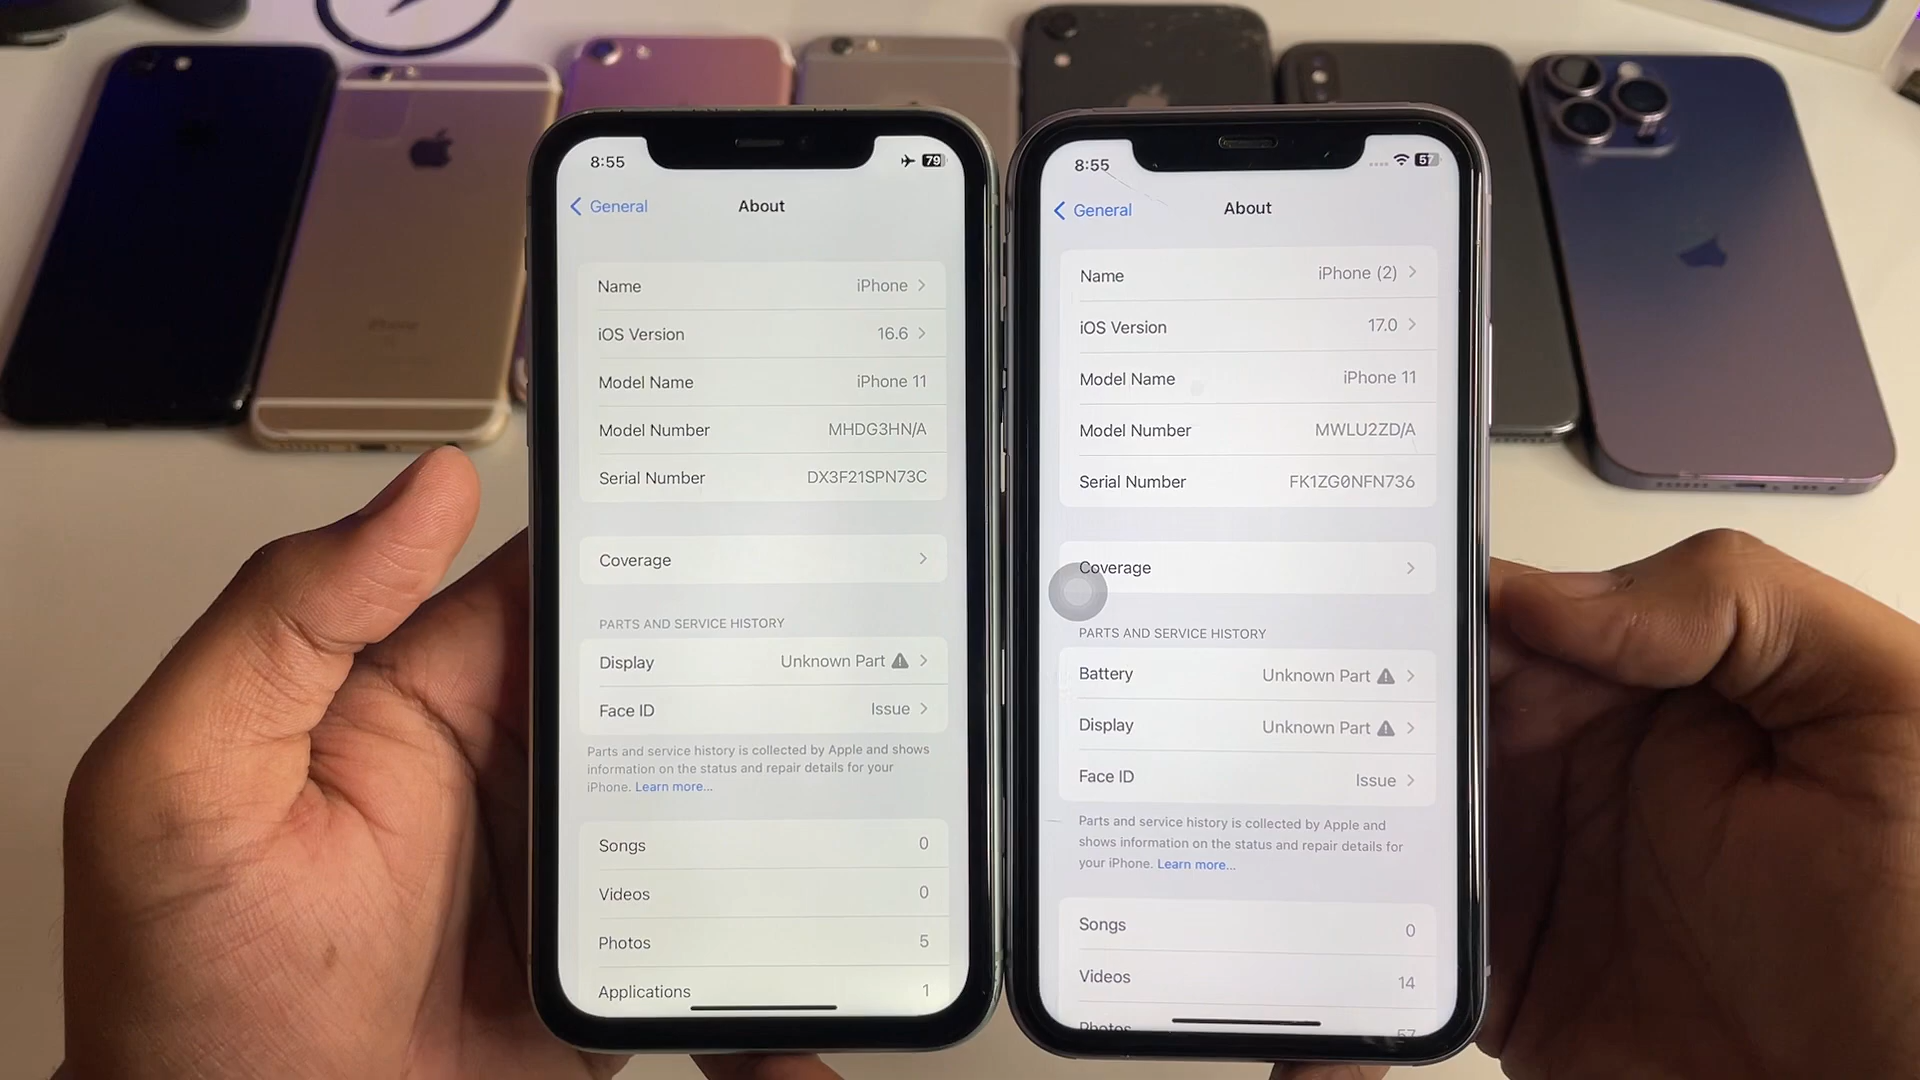 8:55
79
General
About
Name
iPhone
iOS Version
16.6
Model Name
iPhone 11
Model Number
MHDG3HN/A
Serial Number
DX3F21SPN73C
Coverage
PARTS AND SERVICE HISTORY
Display
Unknown Part
Face ID
Issue
Parts and service history is collected by Apple and shows
information on the status and repair details for your
iPhone. Learn more...
Songs
0
Videos
0
Photos
5
Applications
1
8:55
57
General
About
Name
iPhone (2)
iOS Version
17.0
Model Name
iPhone 11
Model Number
MWLU2ZD/A
Serial Number
FK1ZG0NFN736
Coverage
PARTS AND SERVICE HISTORY
Battery
Unknown Part
Display
Unknown Part
Face ID
Issue
Parts and service history is collected by Apple and
shows information on the status and repair details for
your iPhone. Learn more...
Songs
0
Videos
14
Photos
57
iPhone